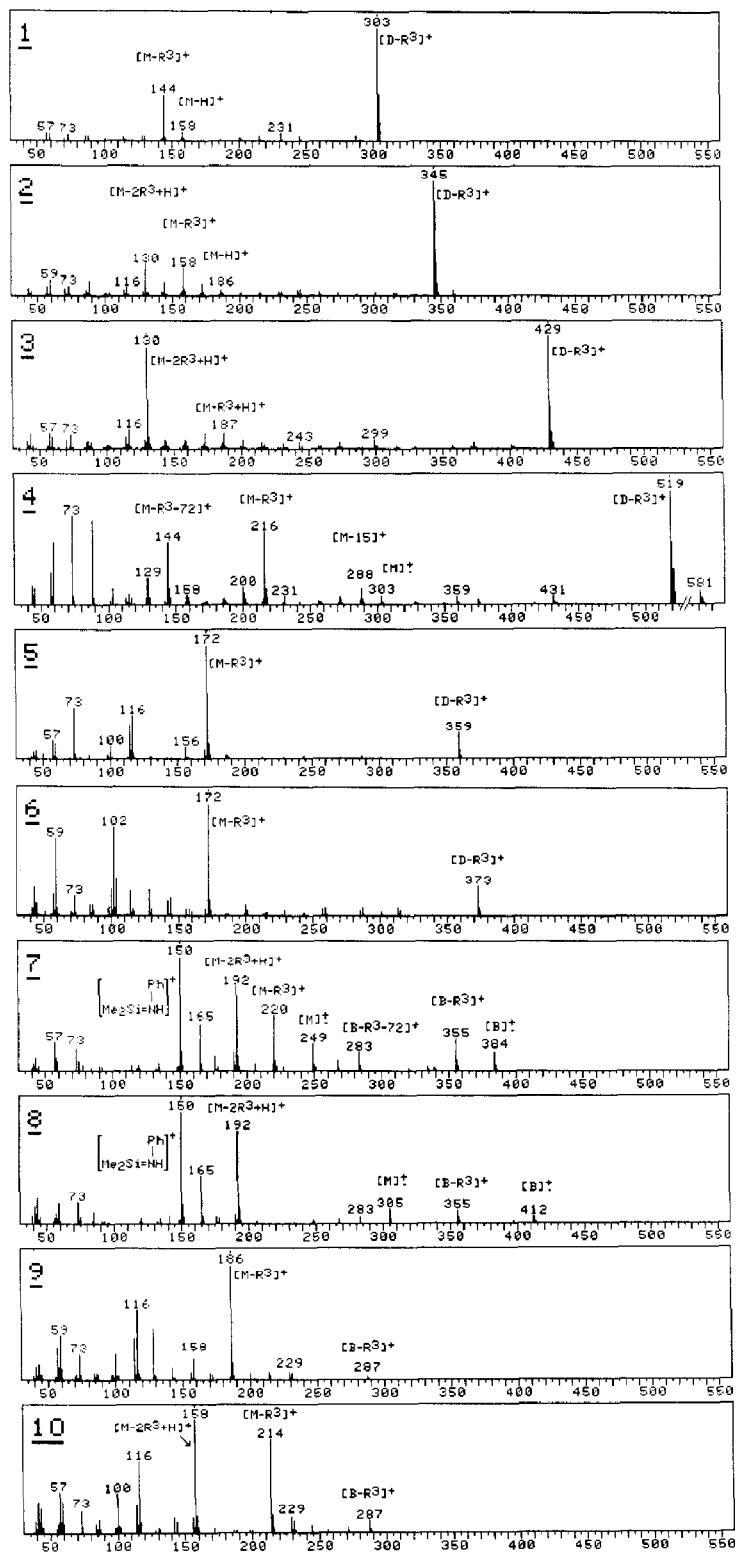 1
303
[D-R³]⁺
[M-R³]⁺
144
[M-H]⁺
57 73 158 231
50 100 150 200 250 300 350 400 450 500 550
2
345
[D-R³]⁺
[M-2R³+H]⁺
[M-R³]⁺
130 158 [M-H]⁺
59 73 116 186
50 100 150 200 250 300 350 400 450 500 550
3
130
[M-2R³+H]⁺
429
[D-R³]⁺
[M-R³+H]⁺
57 73 116 187 243 299
50 100 150 200 250 300 350 400 450 500 550
4
73
[M-R³-72]⁺
[M-R³]⁺
[D-R³]⁺ 519
144 216 [M-15]⁺
129 158 200 231 288 [M]⁺
303 359 431 581
50 100 150 200 250 300 350 400 450 500 550
5
172
[M-R³]⁺
73 116
[D-R³]⁺
57 100 156 359
50 100 150 200 250 300 350 400 450 500 550
6
172
59 102 [M-R³]⁺
73
[D-R³]⁺
373
50 100 150 200 250 300 350 400 450 500 550
7
150
[M-2R³+H]⁺
[Me₂Si=NH Ph]⁺
192 [M-R³]⁺
220 [M]⁺
[B-R³]⁺
57 73 165 249 [B-R³-72]⁺
283 355 [B]⁺
384
50 100 150 200 250 300 350 400 450 500 550
8
150
[M-2R³+H]⁺
192
[Me₂Si=NH Ph]⁺
73 165 [M]⁺
283 305 [B-R³]⁺
355 [B]⁺
412
50 100 150 200 250 300 350 400 450 500 550
9
186
[M-R³]⁺
59 116
73 158 229 [B-R³]⁺
287
50 100 150 200 250 300 350 400 450 500 550
10
158 [M-R³]⁺
[M-2R³+H]⁺ 214
116
57 100
73 229 [B-R³]⁺
287
50 100 150 200 250 300 350 400 450 500 550